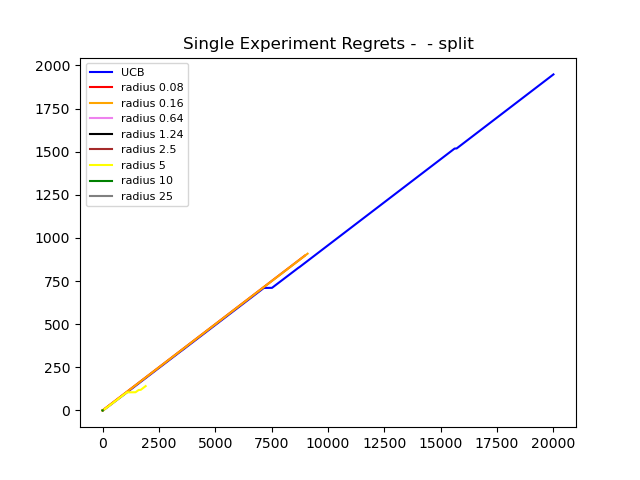 Single Experiment Regrets -  - split
2000
1750
1500
1250
1000
750
500
250
0
UCB
radius 0.08
radius 0.16
radius 0.64
radius 1.24
radius 2.5
radius 5
radius 10
radius 25
0 2500 5000 7500 10000 12500 15000 17500 20000